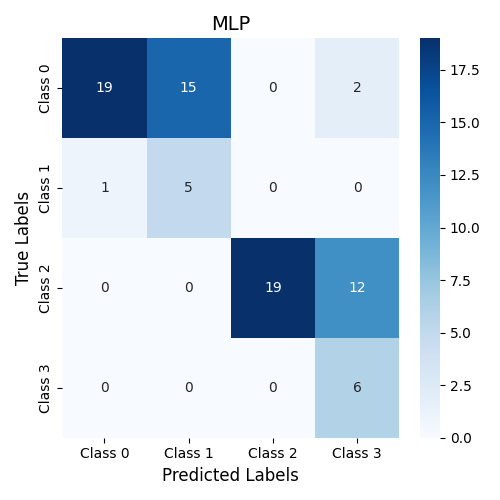 MLP
True Labels
Class 0
19 15 0 2
Class 1
1 5 0 0
Class 2
0 0 19 12
Class 3
0 0 0 6
Class 0 Class 1 Class 2 Class 3
Predicted Labels
17.5
15.0
12.5
10.0
7.5
5.0
2.5
0.0